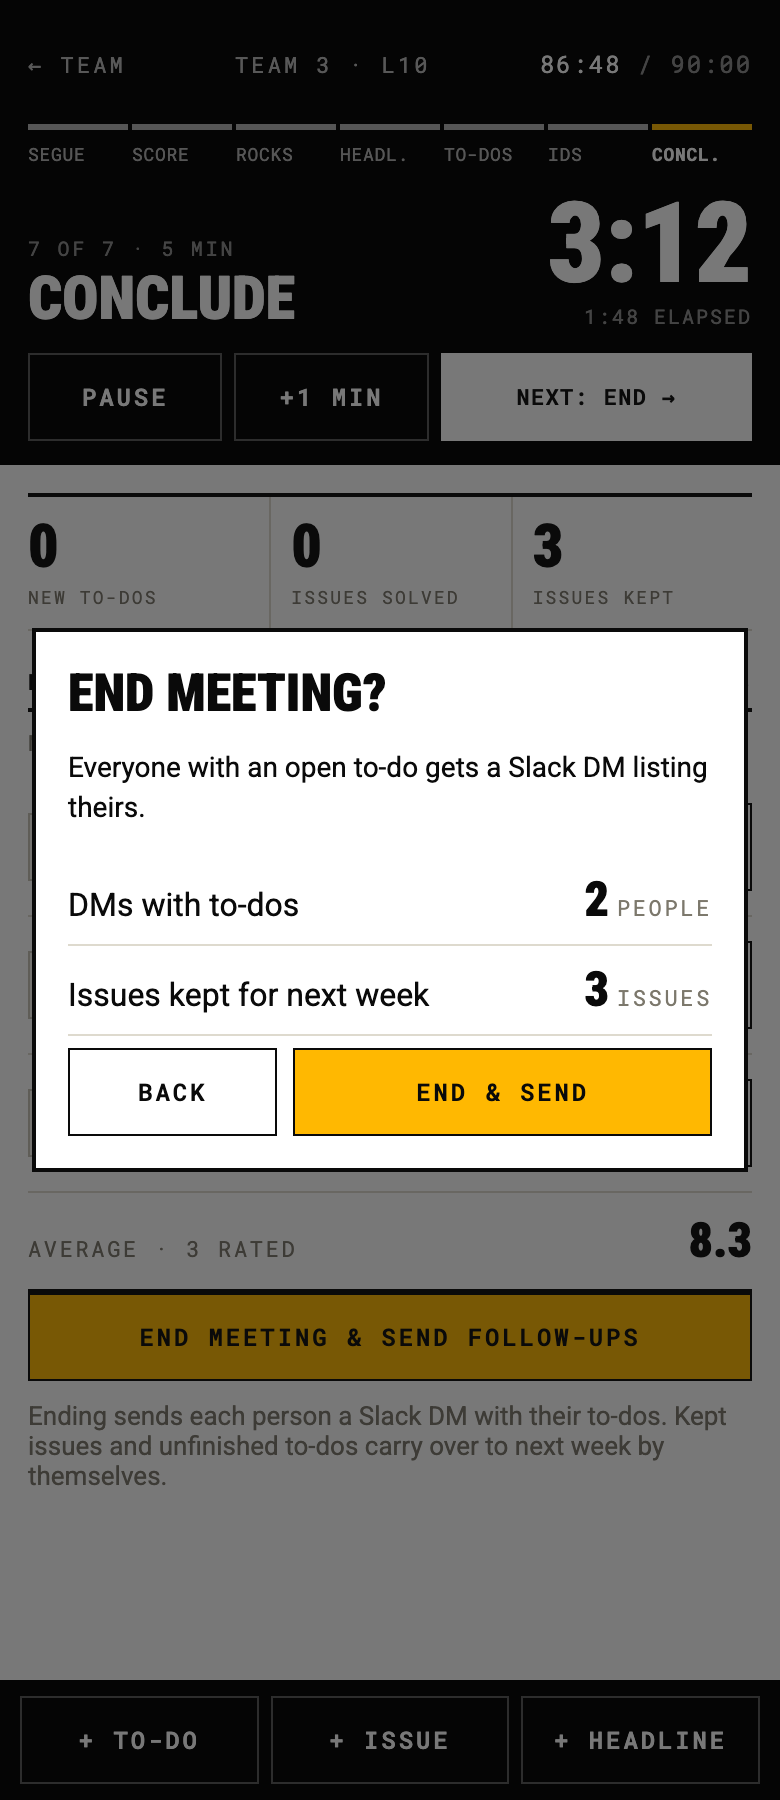 ← TEAM
TEAM 3 · L10
86:48 / 90:00
SEGUE
SCORE
ROCKS
HEADL.
TO-DOS
IDS
CONCL.
7 OF 7 · 5 MIN
CONCLUDE
3:12
1:48 ELAPSED
PAUSE
+1 MIN
NEXT: END →
0
NEW TO-DOS
0
ISSUES SOLVED
3
ISSUES KEPT
END MEETING?
Everyone with an open to-do gets a Slack DM listing
theirs.
DMs with to-dos
2 PEOPLE
Issues kept for next week
3 ISSUES
BACK
END & SEND
AVERAGE · 3 RATED
8.3
END MEETING & SEND FOLLOW-UPS
Ending sends each person a Slack DM with their to-dos. Kept
issues and unfinished to-dos carry over to next week by
themselves.
+ TO-DO
+ ISSUE
+ HEADLINE